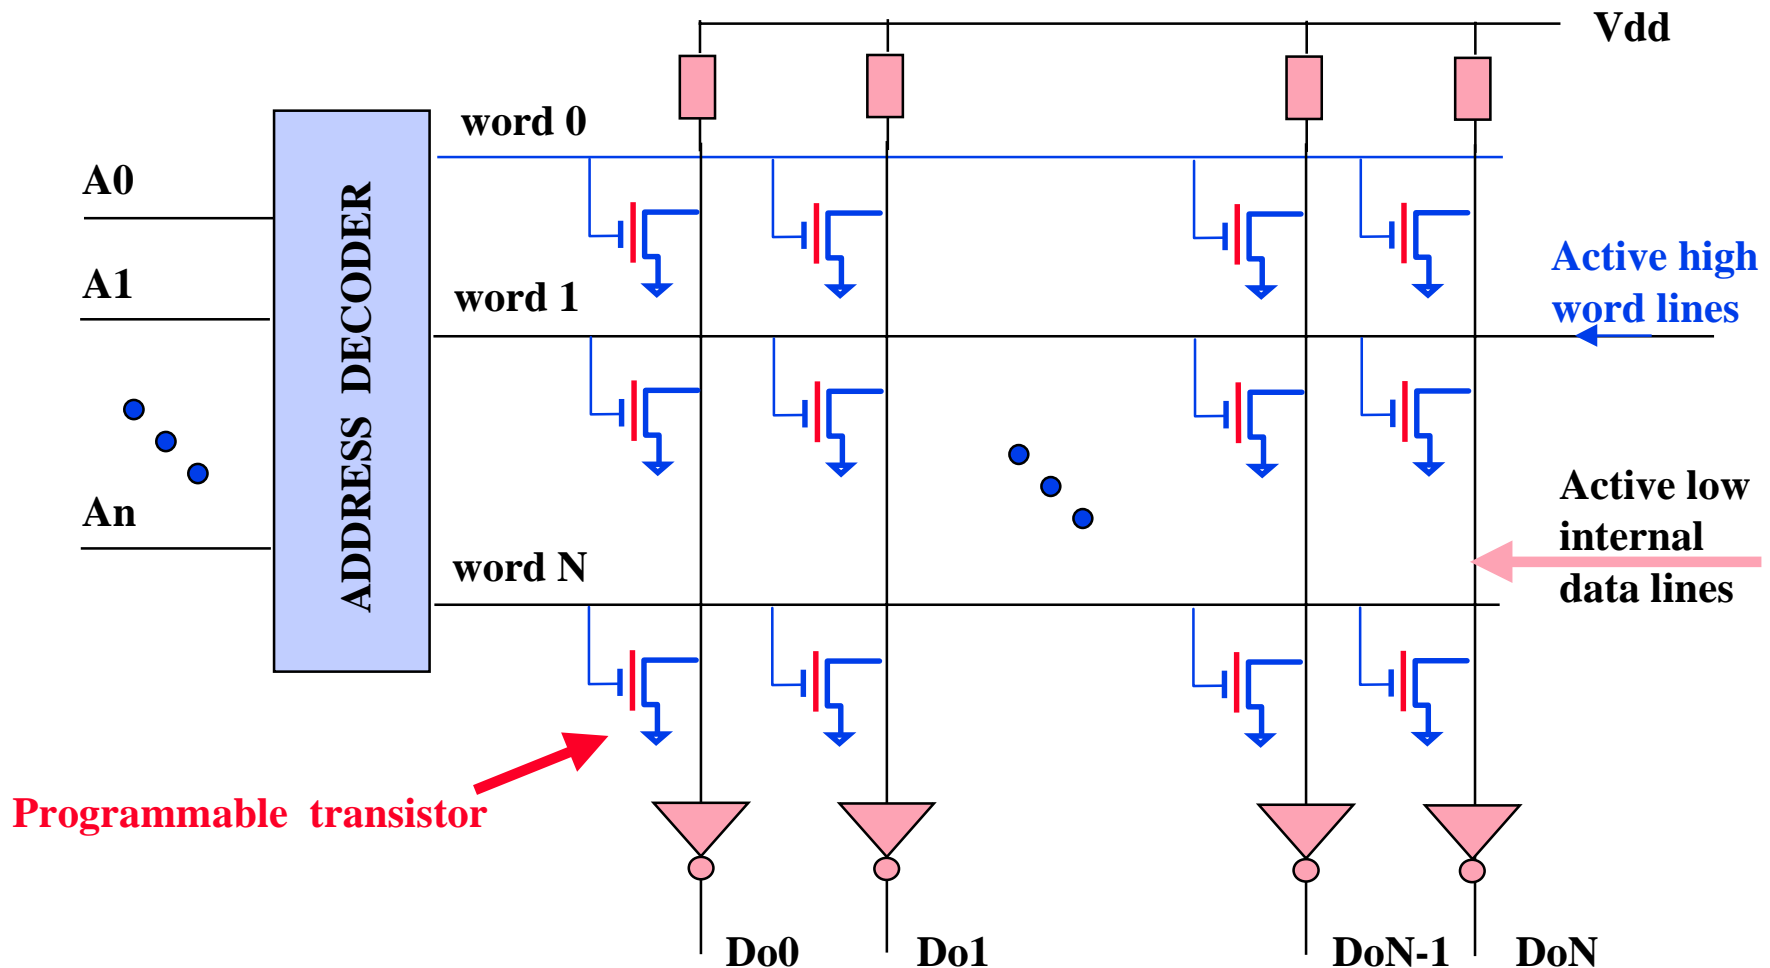 Vdd
word 0
A0
A1
ADDRESS DECODER
word 1
Active high
word lines
An
word N
Active low
internal
data lines
Programmable transistor
Do0
Do1
DoN-1
DoN